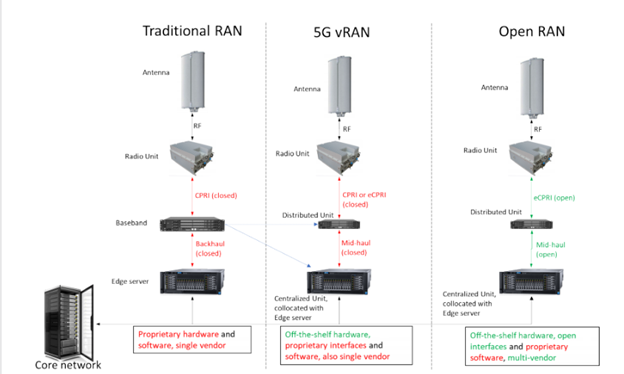 Traditional RAN
Antenna
RF
Radio Unit
CPRI (closed)
Baseband
Backhaul
(closed)
Edge server
Proprietary hardware and
software, single vendor
Core network
5G vRAN
Antenna
RF
Radio Unit
CPRI or eCPRI
(closed)
Distributed Unit
Mid-haul
(closed)
Centralized Unit,
collocated with
Edge server
Off-the-shelf hardware,
proprietary interfaces and
software, also single vendor
Open RAN
Antenna
RF
Radio Unit
eCPRI (open)
Distributed Unit
Mid-haul
(open)
Centralized Unit,
collocated with
Edge server
Off-the-shelf hardware, open
interfaces and proprietary
software, multi-vendor